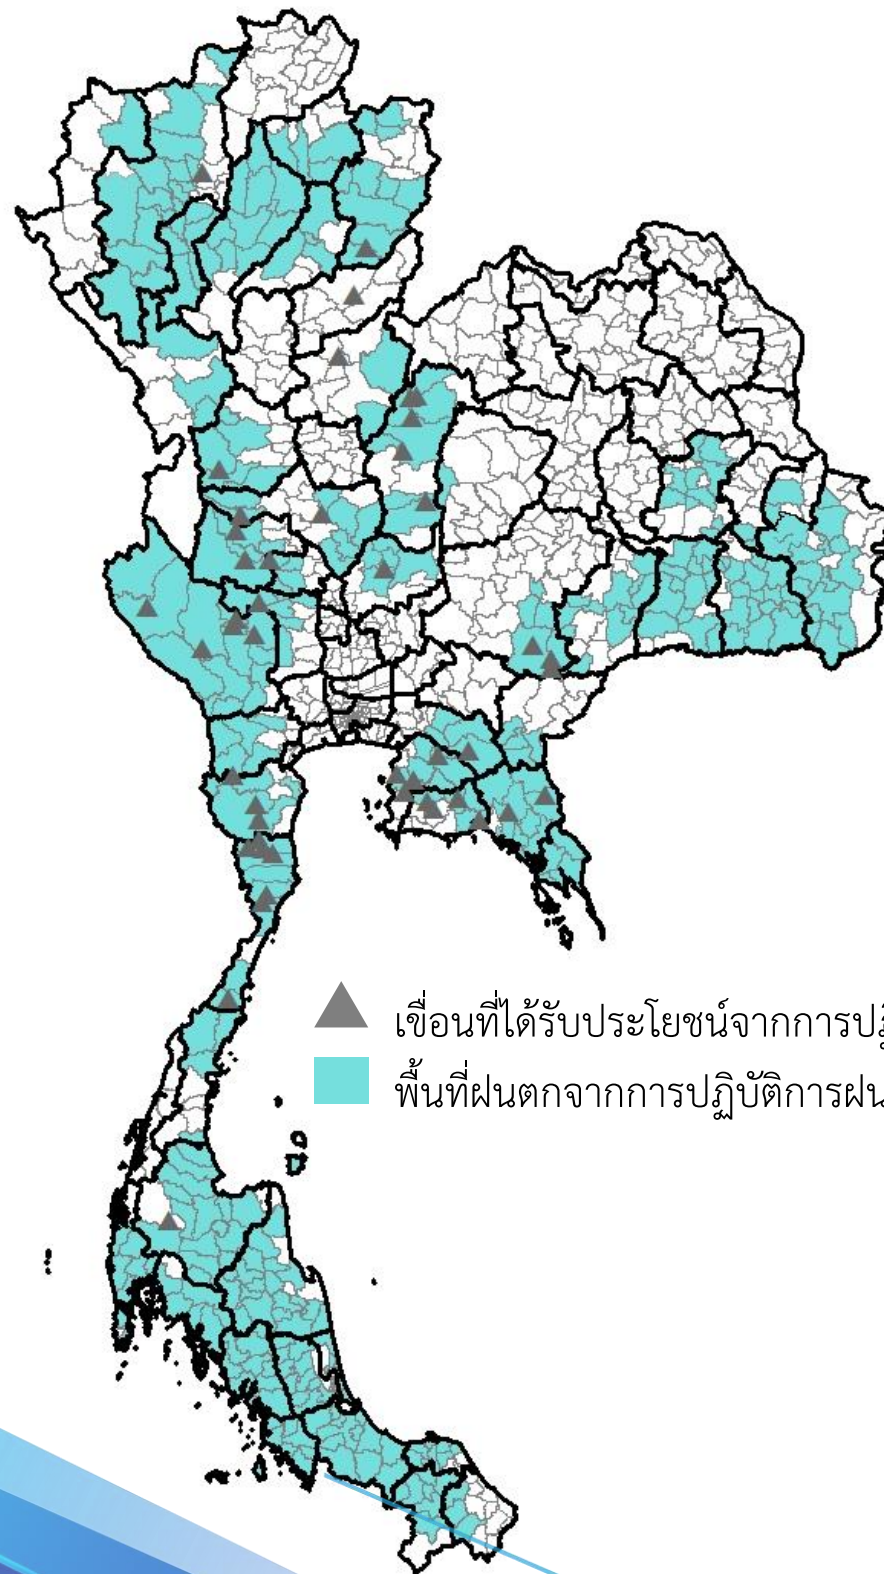 เขื่อนที่ได้รับประโยชน์จากการปฏิ
พื้นที่ฝนตกจากการปฏิบัติการฝน